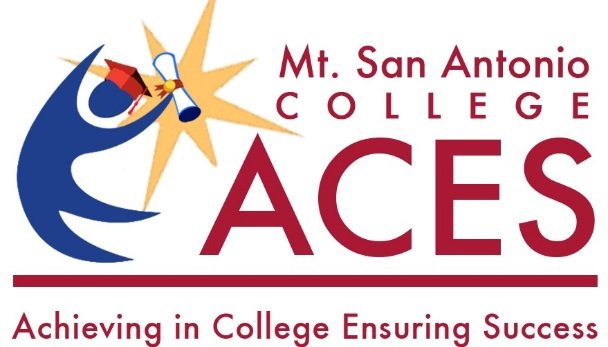 Mt. San Antonio
COLLEGE
ACES
Achieving in College Ensuring Success